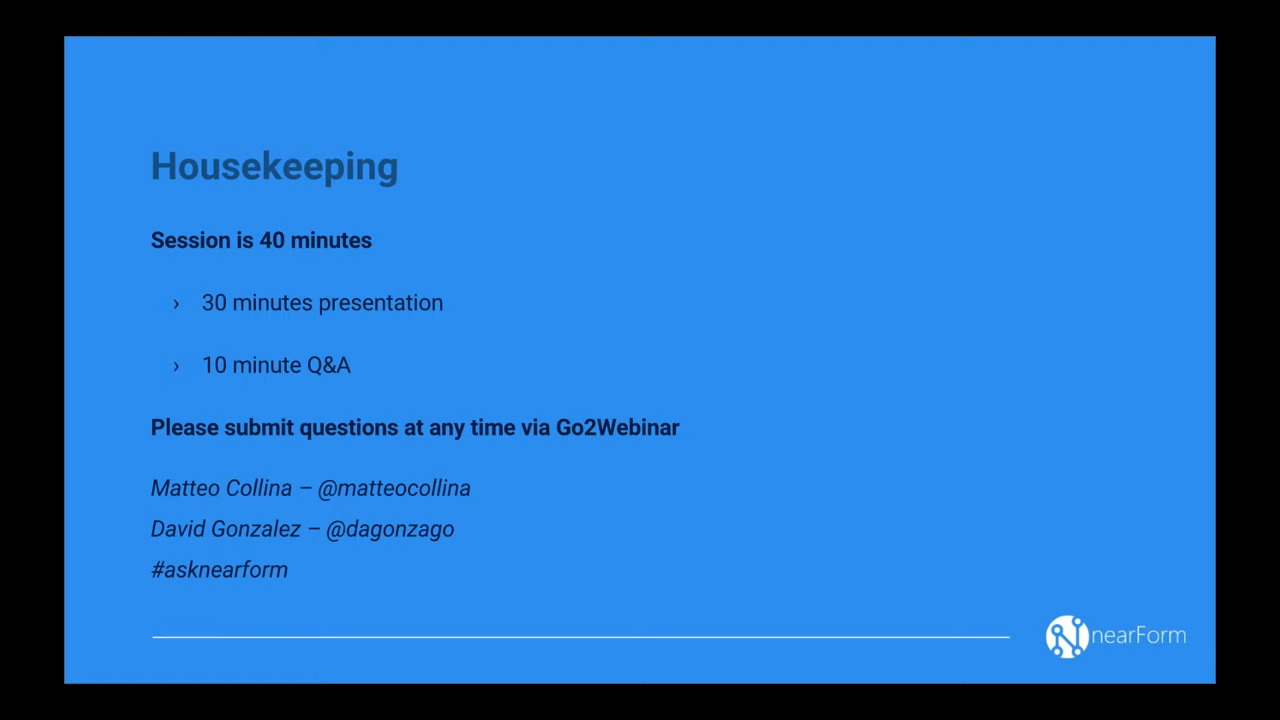 Housekeeping
Session is 40 minutes
› 30 minutes presentation
› 10 minute Q&A
Please submit questions at any time via Go2Webinar
Matteo Collina – @matteocollina
David Gonzalez – @dagonzago
#asknearform
nearForm